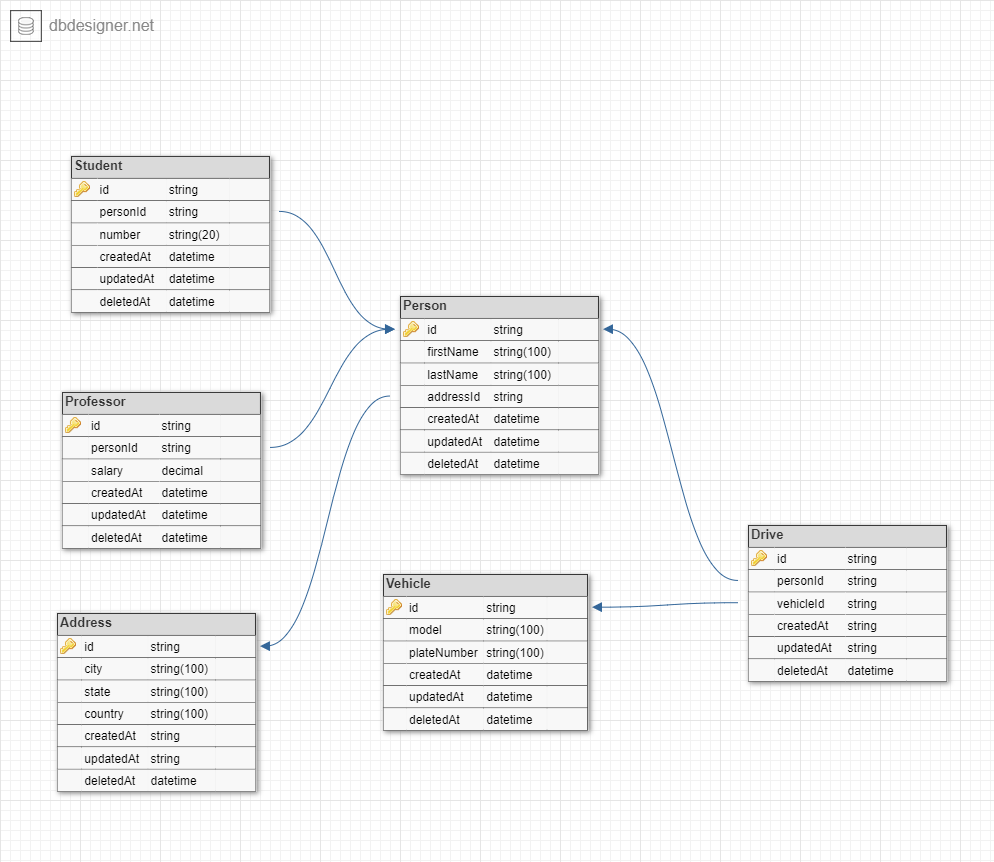 dbdesigner.net
Student
id string
personId string
number string(20)
createdAt datetime
updatedAt datetime
deletedAt datetime
Person
id string
firstName string(100)
lastName string(100)
addressId string
createdAt datetime
updatedAt datetime
deletedAt datetime
Professor
id string
personId string
salary decimal
createdAt datetime
updatedAt datetime
deletedAt datetime
Drive
id string
personId string
vehicleId string
createdAt string
updatedAt string
deletedAt datetime
Vehicle
id string
model string(100)
plateNumber string(100)
createdAt datetime
updatedAt datetime
deletedAt datetime
Address
id string
city string(100)
state string(100)
country string(100)
createdAt string
updatedAt string
deletedAt datetime